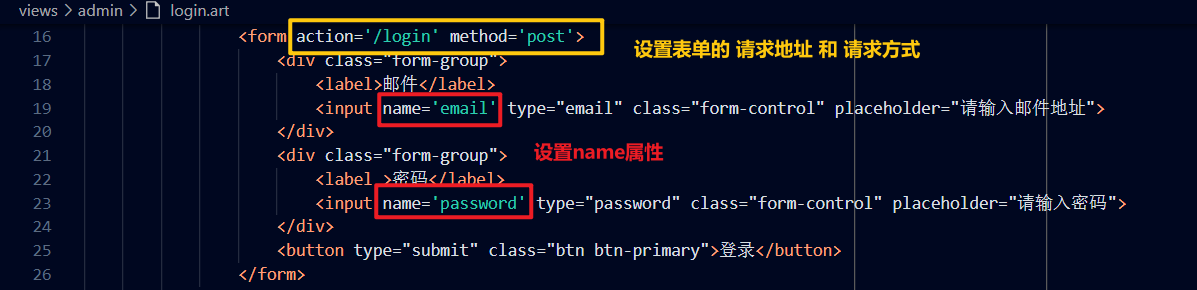 views > admin > login.art
16 <form action='/login' method='post'> 设置表单的 请求地址 和 请求方式
17 <div class="form-group">
18 <label>邮件</label>
19 <input name='email' type="email" class="form-control" placeholder="请输入邮件地址">
20 </div>
21 <div class="form-group"> 设置name属性
22 <label >密码</label>
23 <input name='password' type="password" class="form-control" placeholder="请输入密码">
24 </div>
25 <button type="submit" class="btn btn-primary">登录</button>
26 </form>